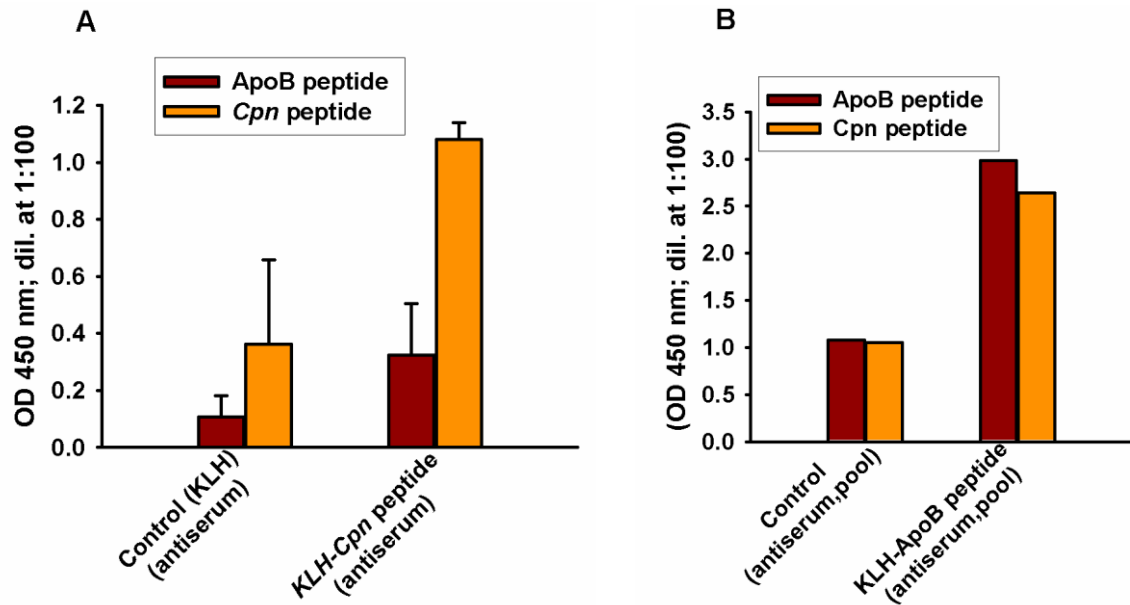 A
ApoB peptide
Cpn peptide
OD 450 nm; dil. at 1:100
1.2
1.0
0.8
0.6
0.4
0.2
0.0
Control (KLH)
(antiserum)
KLH-Cpn peptide
(antiserum)
B
ApoB peptide
Cpn peptide
(OD 450 nm; dil. at 1:100)
3.5
3.0
2.5
2.0
1.5
1.0
0.5
0.0
Control
(antiserum,pool)
KLH-ApoB peptide
(antiserum,pool)